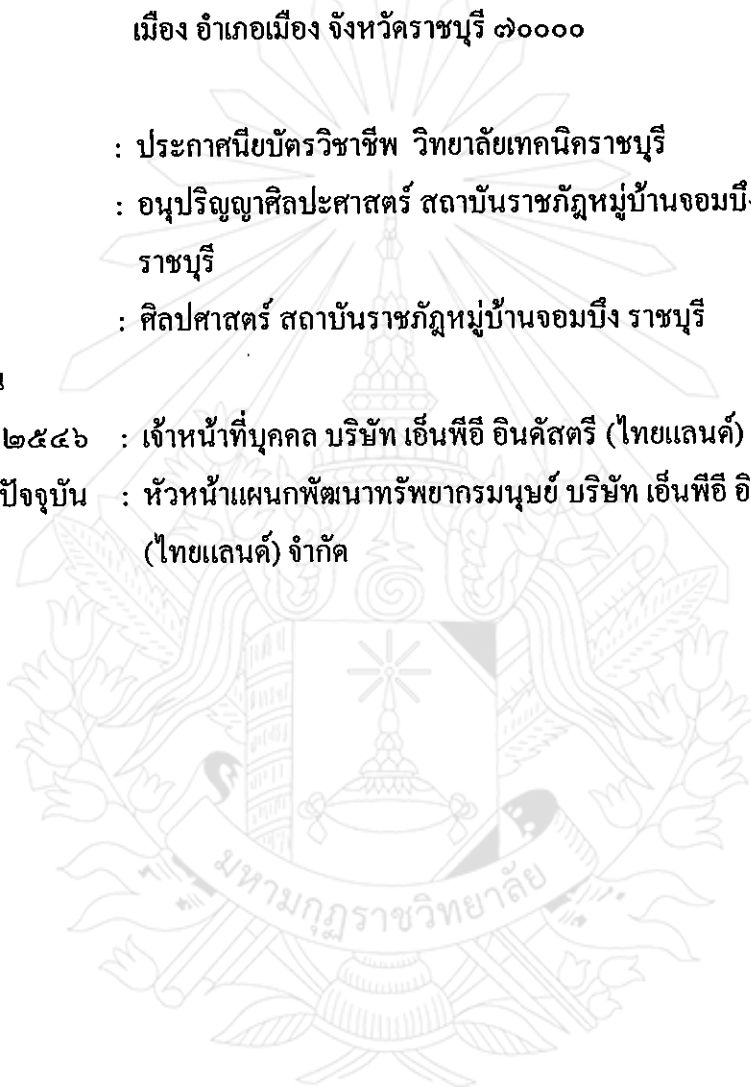 เมือง อำเภอเมือง จังหวัดราชบุรี ๗๐๐๐๐
: ประกาศนียบัตรวิชาชีพ วิทยาลัยเทคนิคราชบุรี
: อนุปริญญาศิลปะศาสตร์ สถาบันราชภัฏหมู่บ้านจอมบึง
ราชบุรี
: ศิลปศาสตร์ สถาบันราชภัฏหมู่บ้านจอมบึง ราชบุรี
น
๒๕๔๖ : เจ้าหน้าที่บุคคล บริษัท เอ็นพีอี อินดัสตรี (ไทยแลนด์)
ปัจจุบัน : หัวหน้าแผนกพัฒนาทรัพยากรมนุษย์ บริษัท เอ็นพีอี อิ
(ไทยแลนด์) จำกัด
มหามกุฏราชวิทยาลัย